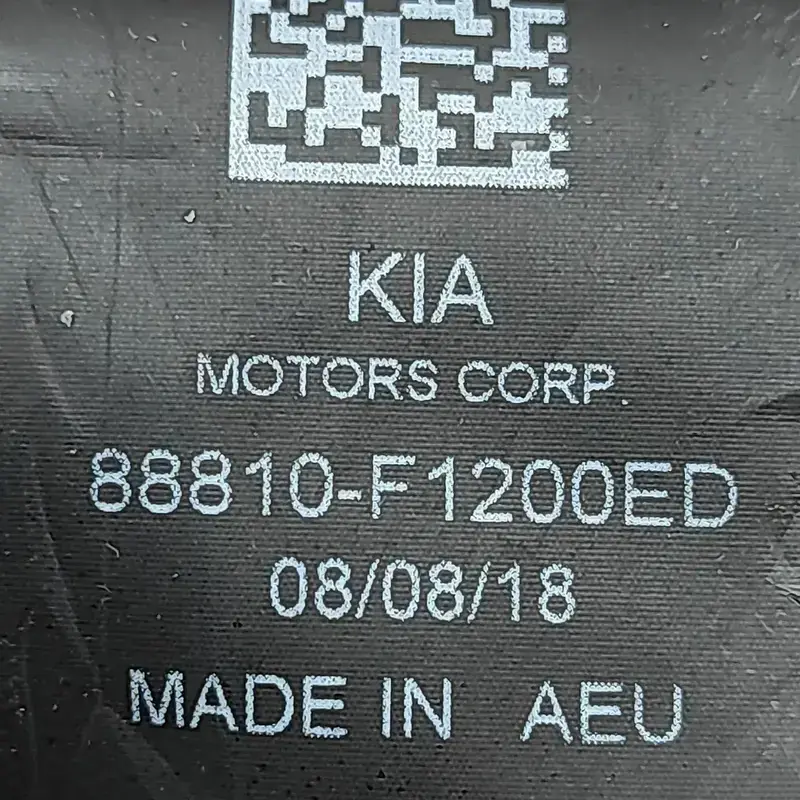 KIA
MOTORS CORP.
88810-F1200ED
08/08/18
MADE IN AEU